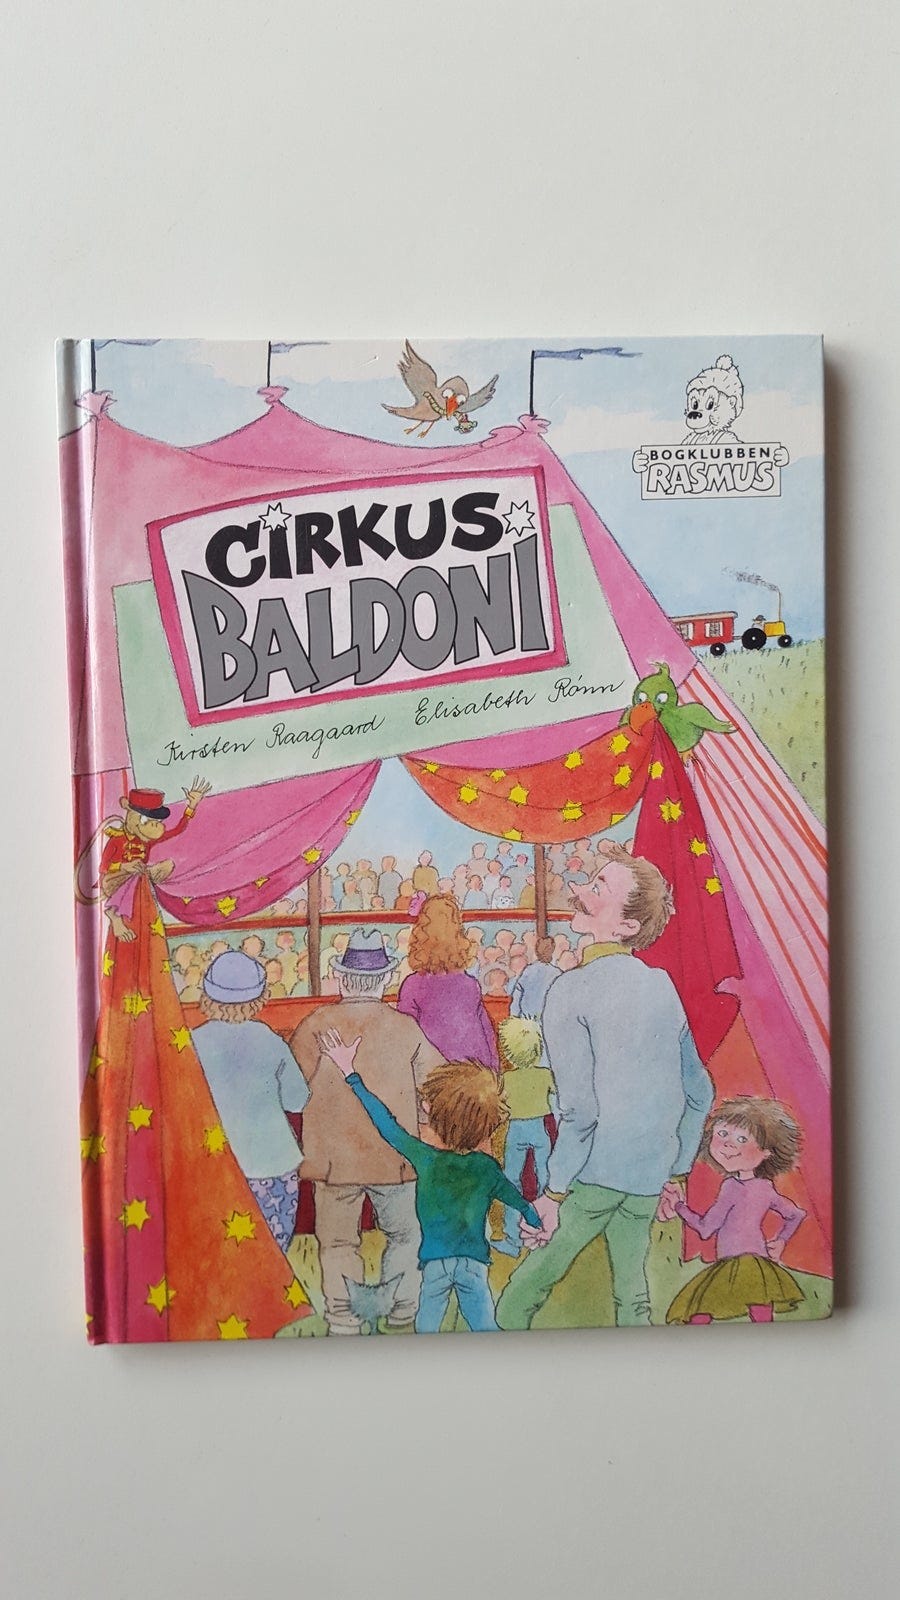 BOGKLUBBEN
RASMUS
CIRKUS
BALDONI
Kirsten Raagaard Elisabeth Rønn